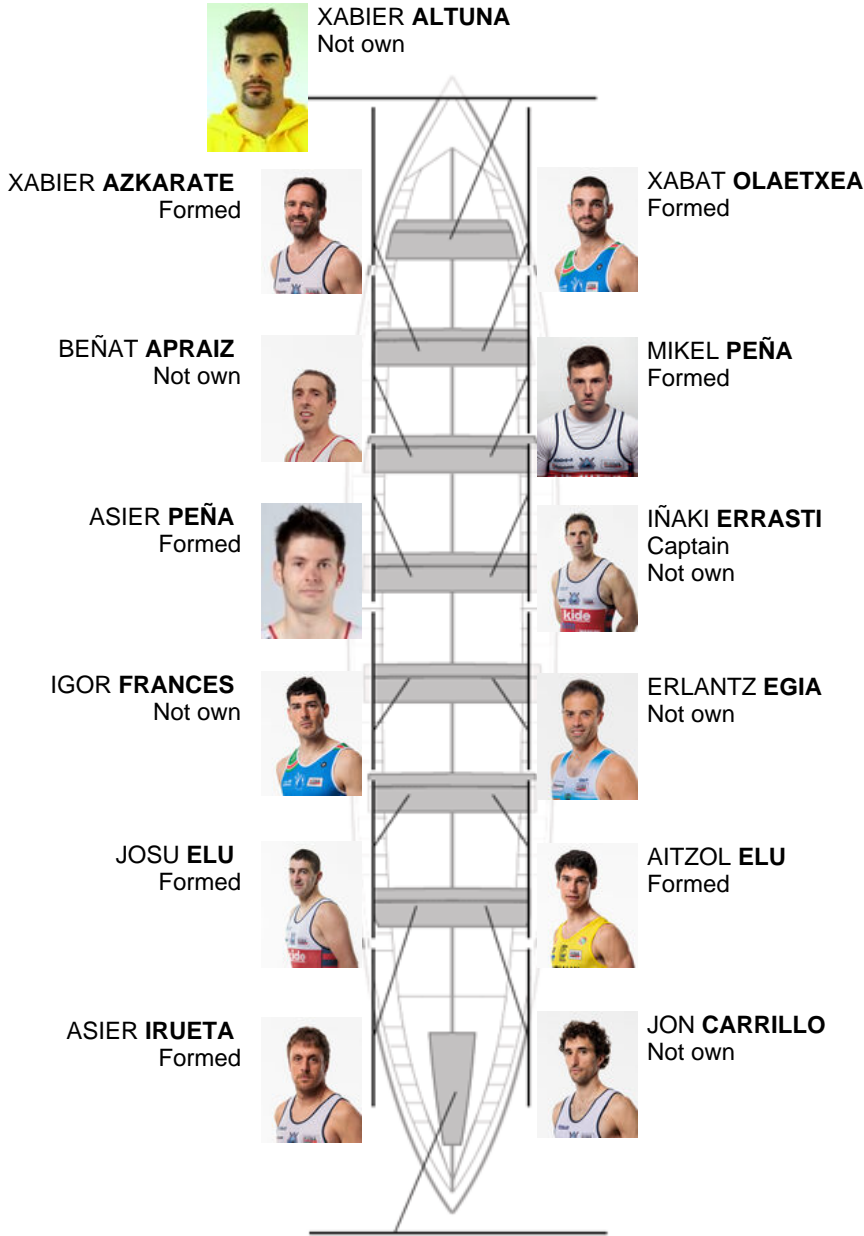 XABIER ALTUNA
Not own
XABIER AZKARATE
Formed
XABAT OLAETXEA
Formed
BEÑAT APRAIZ
Not own
MIKEL PEÑA
Formed
ASIER PEÑA
Formed
IÑAKI ERRASTI
Captain
Not own
kide
IGOR FRANCES
Not own
ERLANTZ EGIA
Not own
JOSU ELU
Formed
kide
AITZOL ELU
Formed
ASIER IRUETA
Formed
JON CARRILLO
Not own